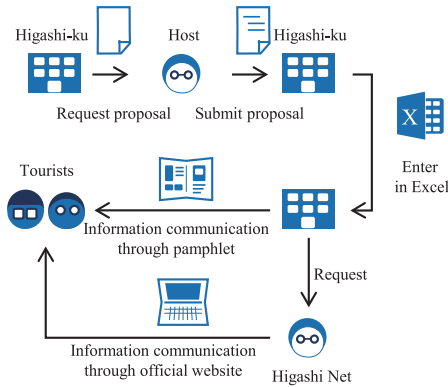 Higashi-ku
Host
Higashi-ku
Request proposal
Submit proposal
X
Enter
in Excel
Tourists
Information communication
through pamphlet
Request
Information communication
through official website
Higashi Net